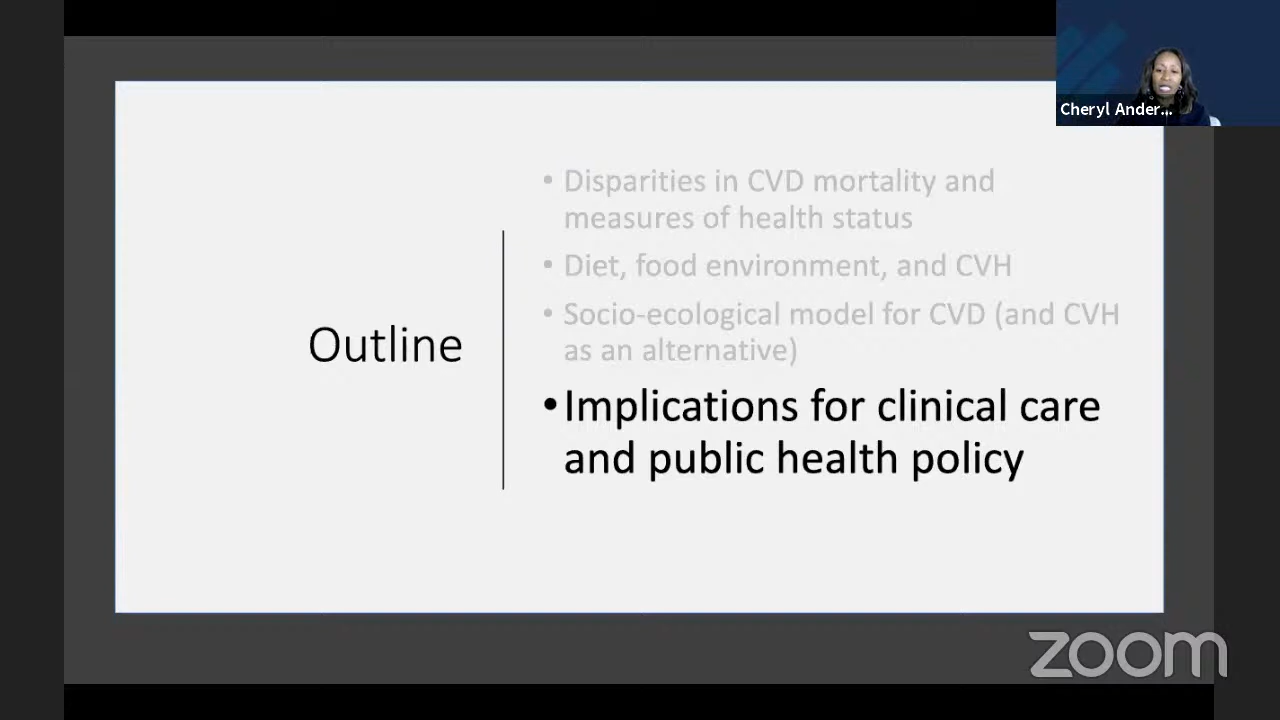 Cheryl Ander...
• Disparities in CVD mortality and
measures of health status
• Diet, food environment, and CVH
• Socio-ecological model for CVD (and CVH
as an alternative)
Outline
• Implications for clinical care
and public health policy
zoom